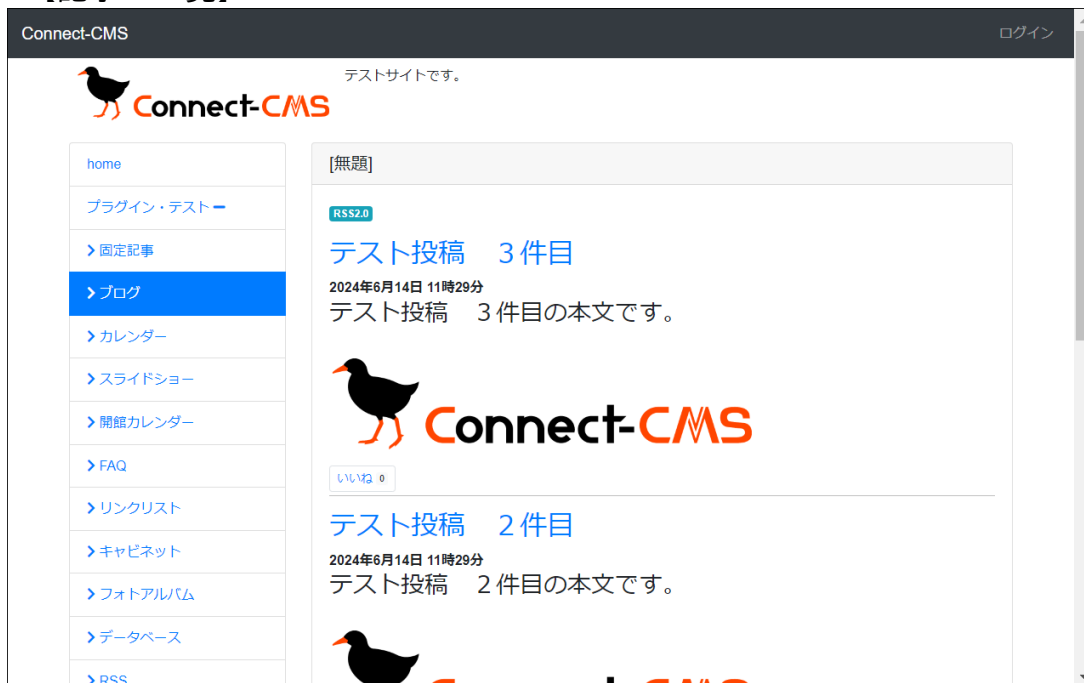 Connect-CMS
ログイン
Connect-CMS
テストサイトです。
home
プラグイン・テスト
固定記事
ブログ
カレンダー
スライドショー
開館カレンダー
FAQ
リンクリスト
キャビネット
フォトアルバム
データベース
RSS
[無題]
RSS2.0
テスト投稿　３件目
2024年6月14日 11時29分
テスト投稿　３件目の本文です。
Connect-CMS
いいね 0
テスト投稿　２件目
2024年6月14日 11時29分
テスト投稿　２件目の本文です。